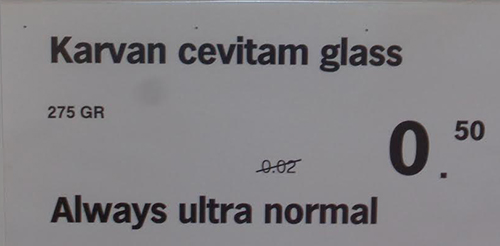 Karvan cevitam glass
275 GR
0.02
0.50
Always ultra normal